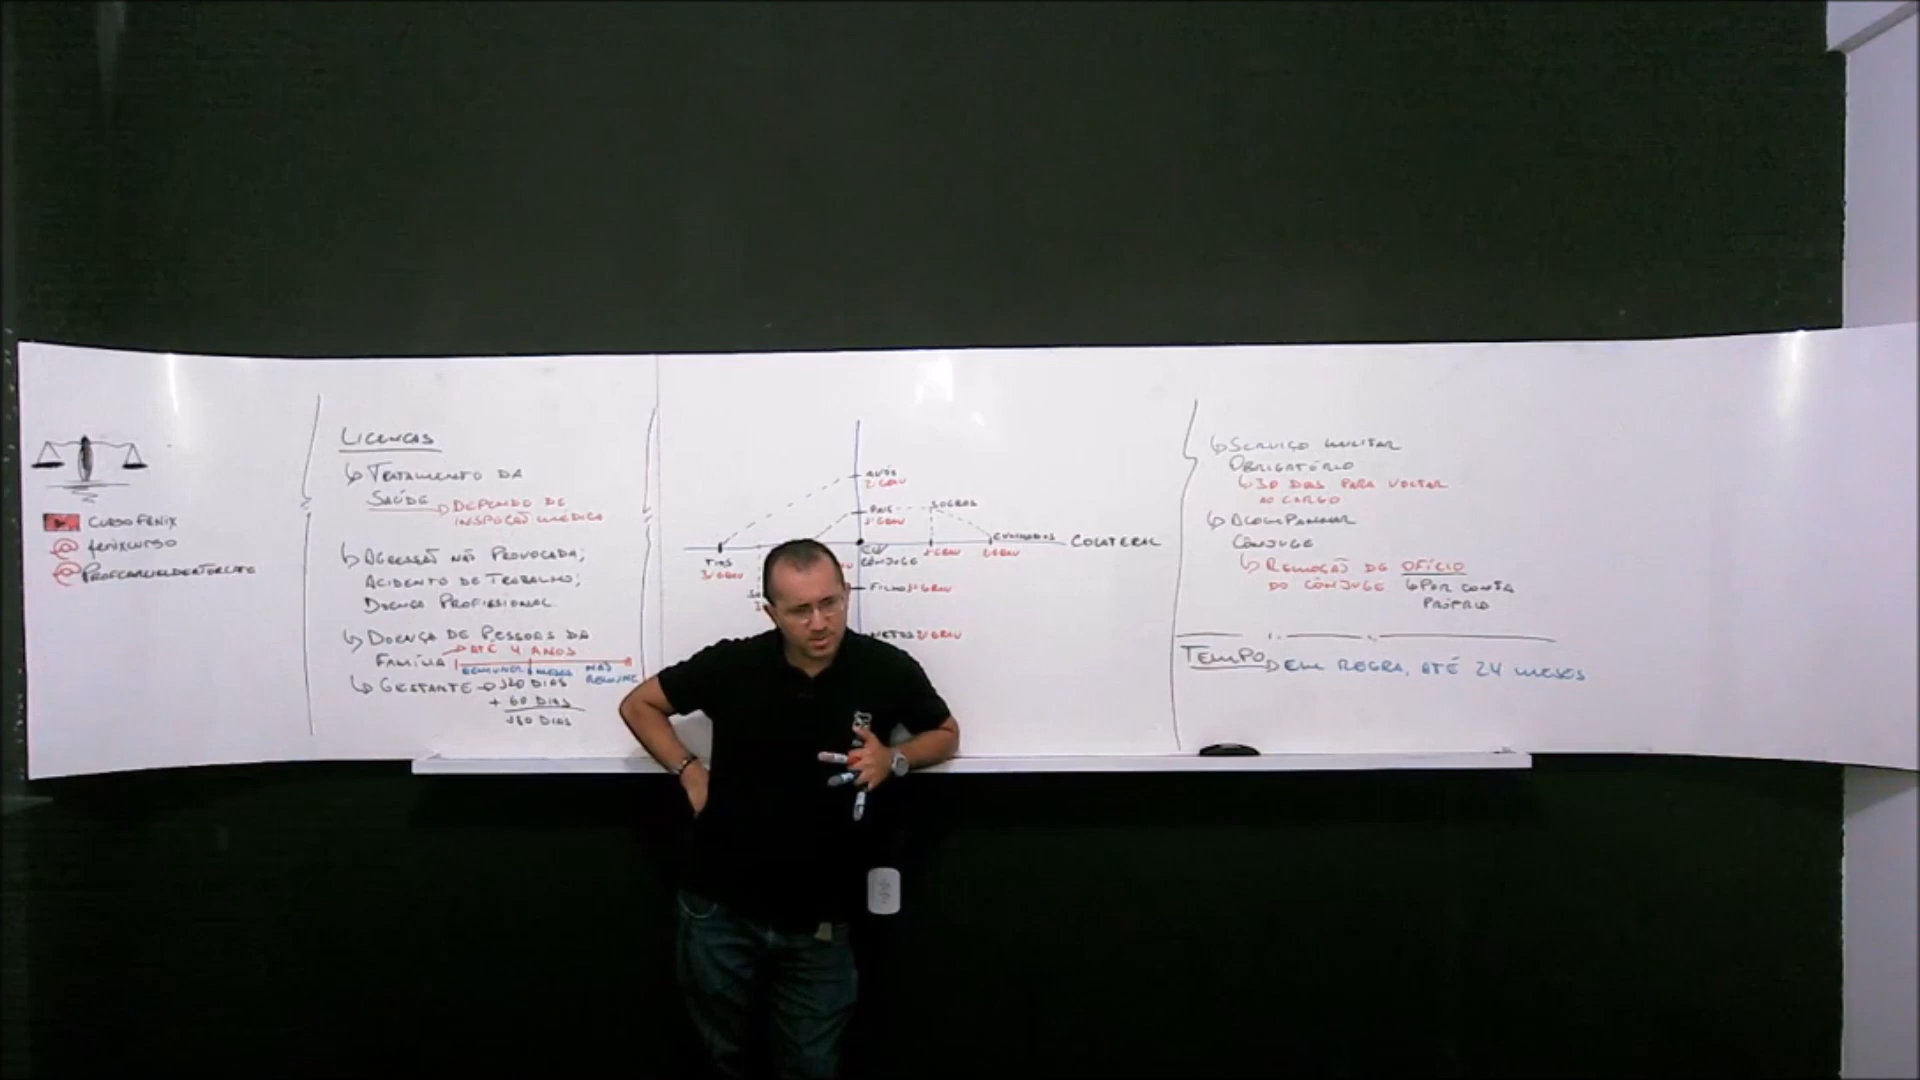 CURSO FÊNIX
@ fenixcurso
LICENÇAS
↳ TRATAMENTO DA
SAÚDE → DEPENDE DE
INSPEÇÃO MÉDICA
↳ AGRESSÃO NÃO PROVOCADA;
ACIDENTE DE TRABALHO;
DOENÇA PROFISSIONAL
↳ DOENÇA DE PESSOAS DA
FAMÍLIA → ATÉ 4 ANOS
↳ GESTANTE → 120 DIAS
+ 60 DIAS
180 DIAS
AVÓS
2º GRAU
PAIS
1º GRAU
SOGROS
TIOS
3º GRAU
CÔNJUGE
1º GRAU
CUNHADOS
2º GRAU
COLATERAL
FILHOS 1º GRAU
NETOS 2º GRAU
↳ SERVIÇO MILITAR
OBRIGATÓRIO
↳ 30 DIAS PARA VOLTAR
AO CARGO
↳ ACOMPANHAR
CÔNJUGE
↳ REMOÇÃO DE OFÍCIO
DO CÔNJUGE ↳ POR CONTA
PRÓPRIA
TEMPO
EM REGRA, ATÉ 24 MESES